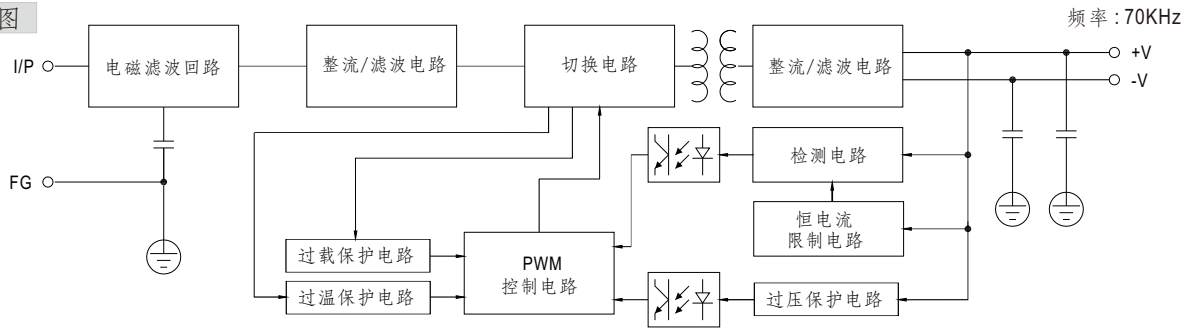 图
频率 : 70KHz
I/P
电磁滤波回路
整流/滤波电路
切换电路
整流/滤波电路
+V
-V
检测电路
FG
恒电流
限制电路
过载保护电路
PWM
控制电路
过温保护电路
过压保护电路